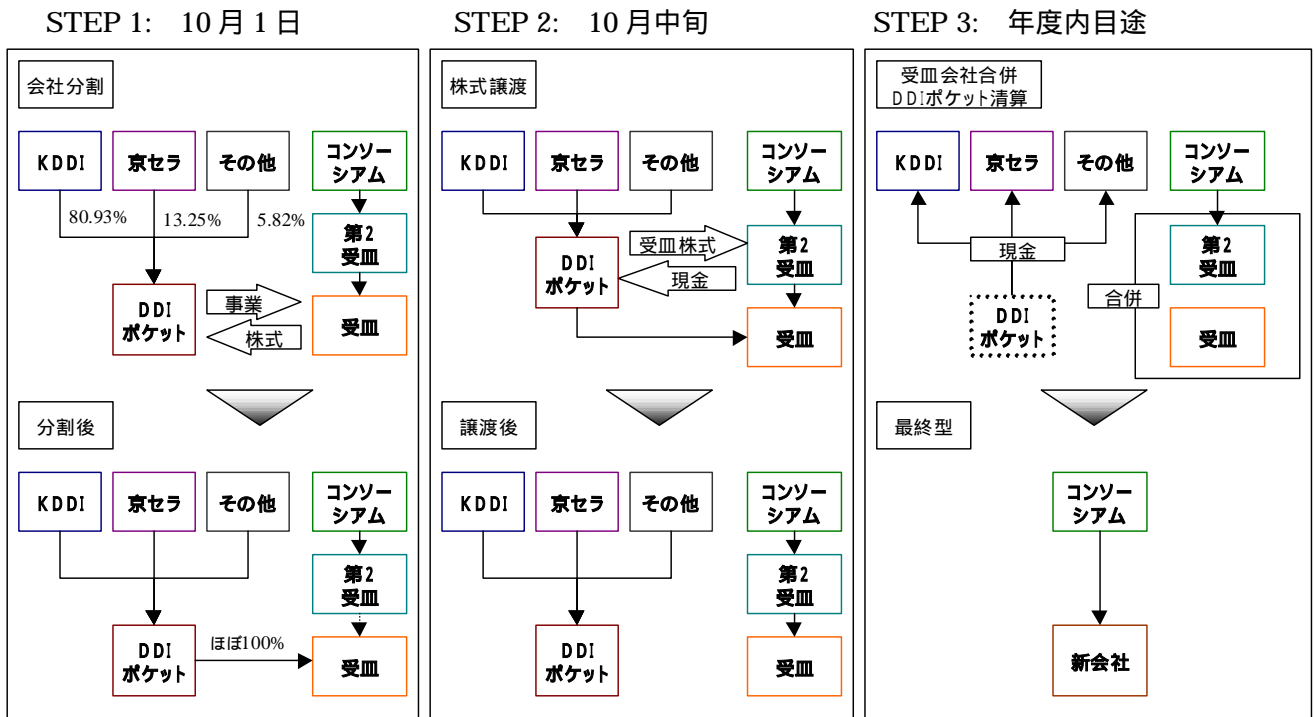 STEP 1: 10月1日
会社分割
KDDI
京セラ
その他
コンソー
シアム
80.93%
13.25%
5.82%
第2
受皿
DDI
ポケット
事業
株式
受皿
分割後
KDDI
京セラ
その他
コンソー
シアム
第2
受皿
DDI
ポケット
ほぼ100%
受皿
STEP 2: 10月中旬
株式譲渡
KDDI
京セラ
その他
コンソー
シアム
DDI
ポケット
受皿株式
現金
第2
受皿
受皿
譲渡後
KDDI
京セラ
その他
コンソー
シアム
第2
受皿
DDI
ポケット
受皿
STEP 3: 年度内目途
受皿会社合併
DDIポケット清算
KDDI
京セラ
その他
コンソー
シアム
現金
第2
受皿
合併
DDI
ポケット
受皿
最終型
コンソー
シアム
新会社